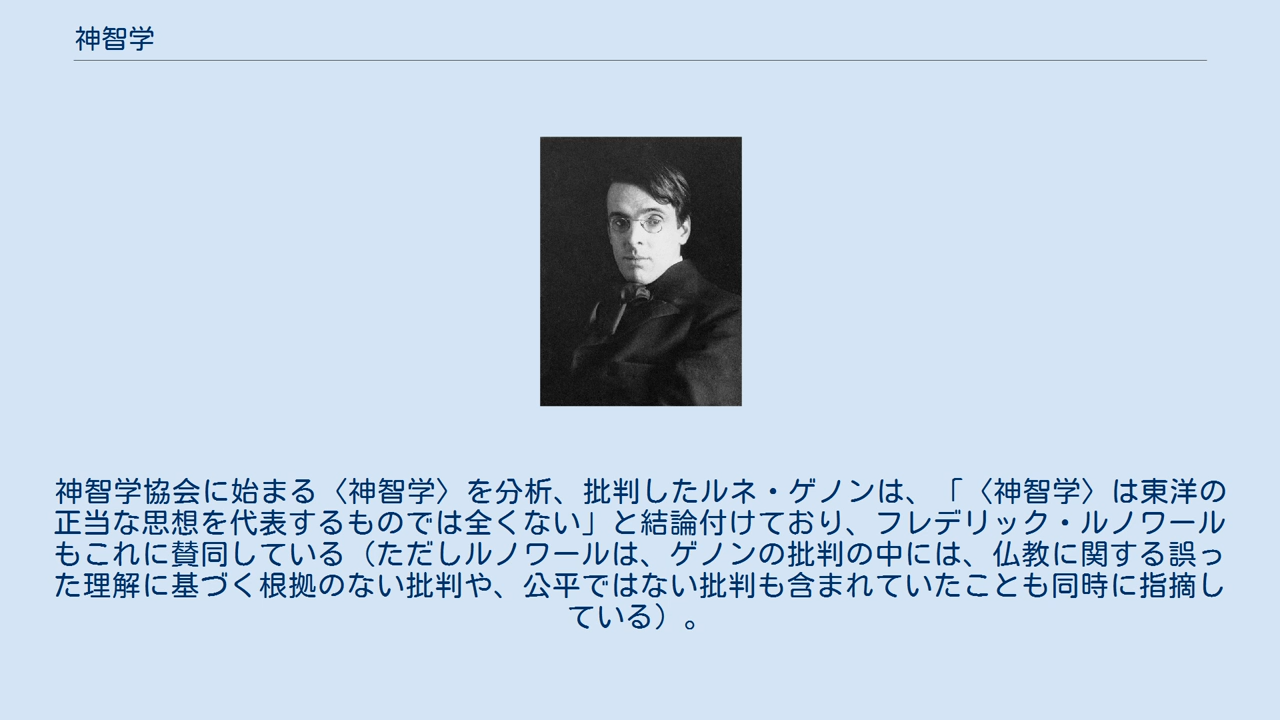 神智学
神智学協会に始まる〈神智学〉を分析、批判したルネ・ゲノンは、「〈神智学〉は東洋の
正当な思想を代表するものでは全くない」と結論付けており、フレデリック・ルノワール
もこれに賛同している（ただしルノワールは、ゲノンの批判の中には、仏教に関する誤っ
た理解に基づく根拠のない批判や、公平ではない批判も含まれていたことも同時に指摘し
ている）。